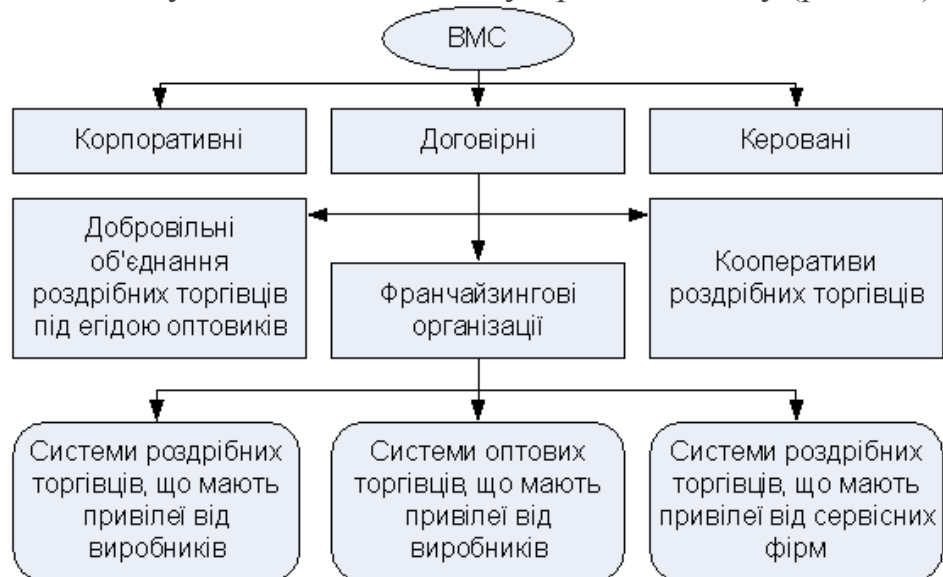 ВМС
Корпоративні
Договірні
Керовані
Добровільні
об'єднання
роздрібних торгівців
під егідою оптовиків
Франчайзингові
організації
Кооперативи
роздрібних торгівців
Системи роздрібних
торгівців, що мають
привілеї від
виробників
Системи оптових
торгівців, що мають
привілеї від
виробників
Системи роздрібних
торгівців, що мають
привілеї від сервісних
фірм